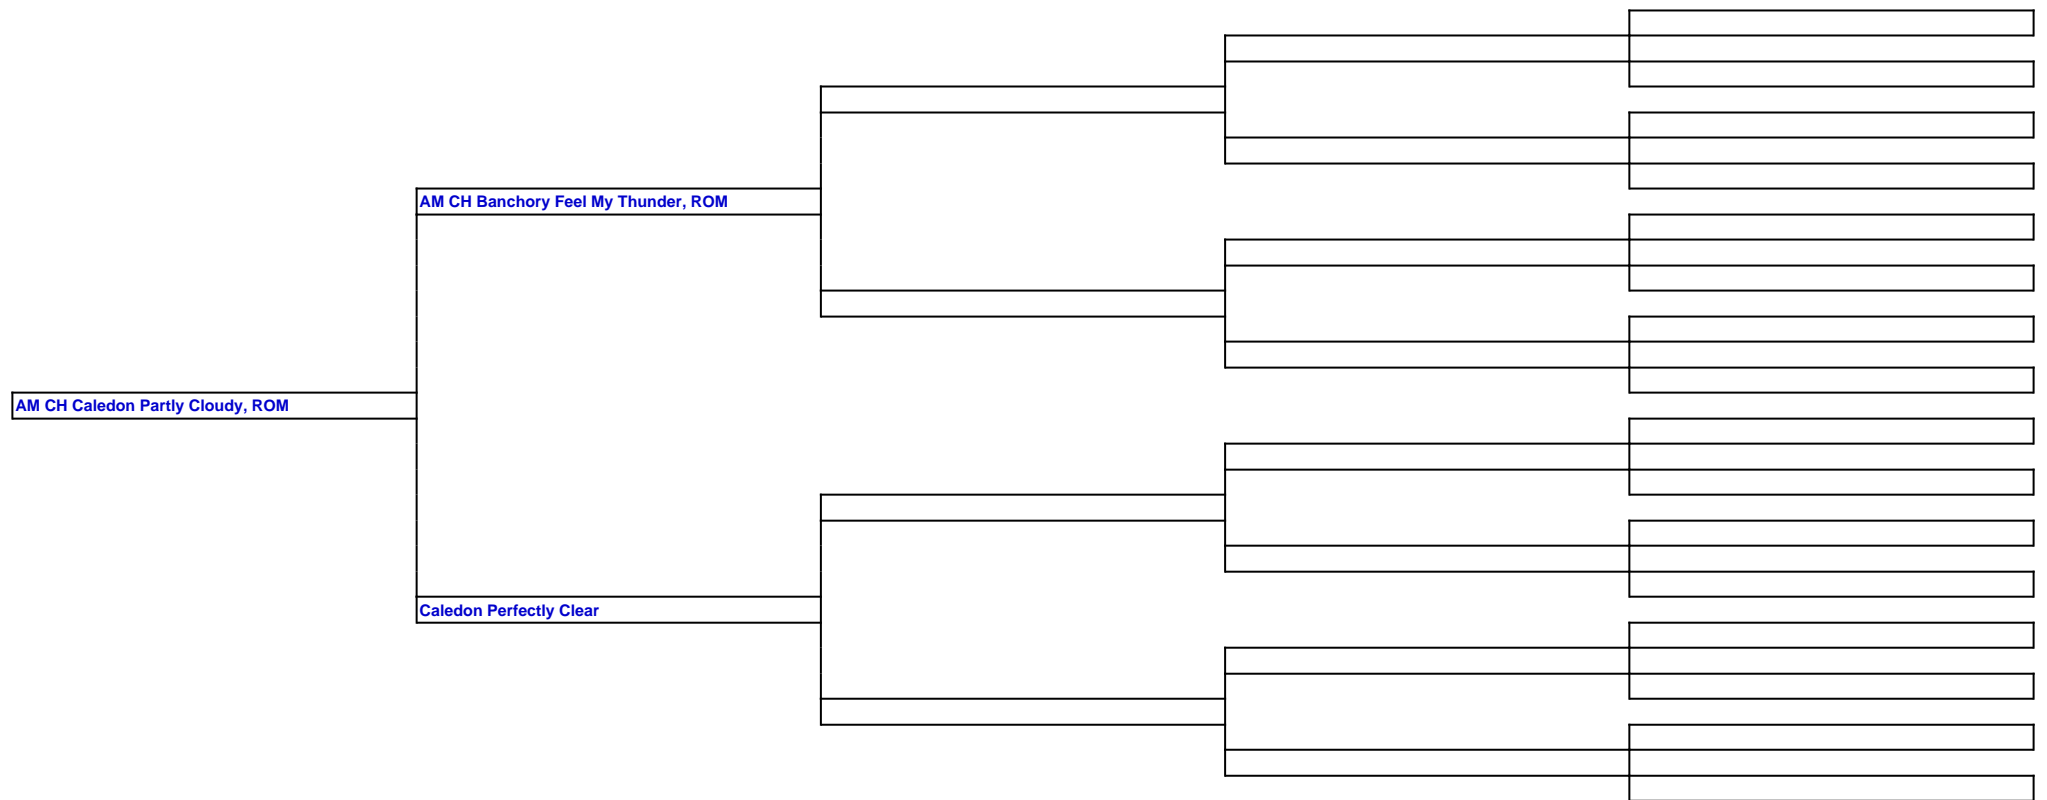 AM CH Banchory Feel My Thunder, ROM
AM CH Caledon Partly Cloudy, ROM
Caledon Perfectly Clear